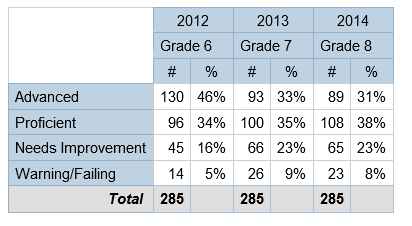 2012 2013 2014
Grade 6 Grade 7 Grade 8
# % # % # %
Advanced 130 46% 93 33% 89 31%
Proficient 96 34% 100 35% 108 38%
Needs Improvement 45 16% 66 23% 65 23%
Warning/Failing 14 5% 26 9% 23 8%
Total 285 285 285